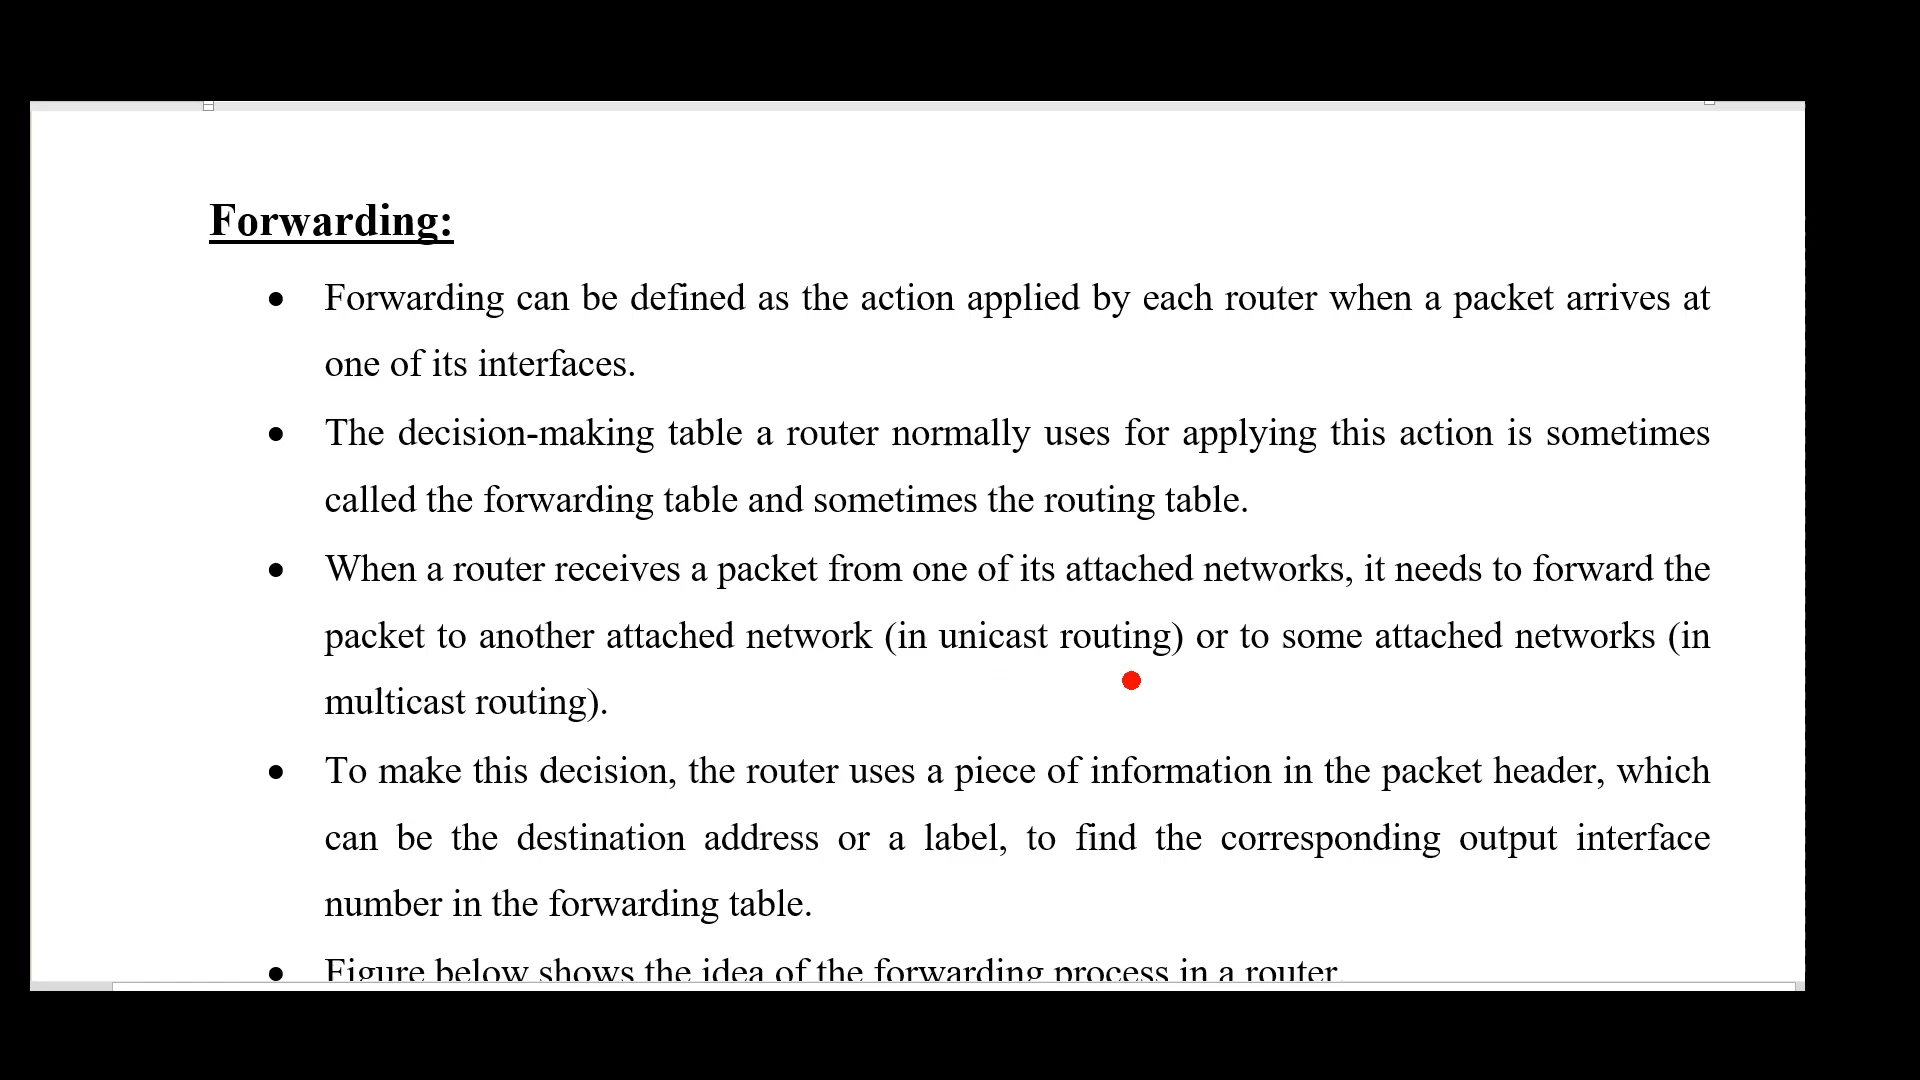 Forwarding:
• Forwarding can be defined as the action applied by each router when a packet arrives at
one of its interfaces.
• The decision-making table a router normally uses for applying this action is sometimes
called the forwarding table and sometimes the routing table.
• When a router receives a packet from one of its attached networks, it needs to forward the
packet to another attached network (in unicast routing) or to some attached networks (in
multicast routing).
• To make this decision, the router uses a piece of information in the packet header, which
can be the destination address or a label, to find the corresponding output interface
number in the forwarding table.
• Figure below shows the idea of the forwarding process in a router.